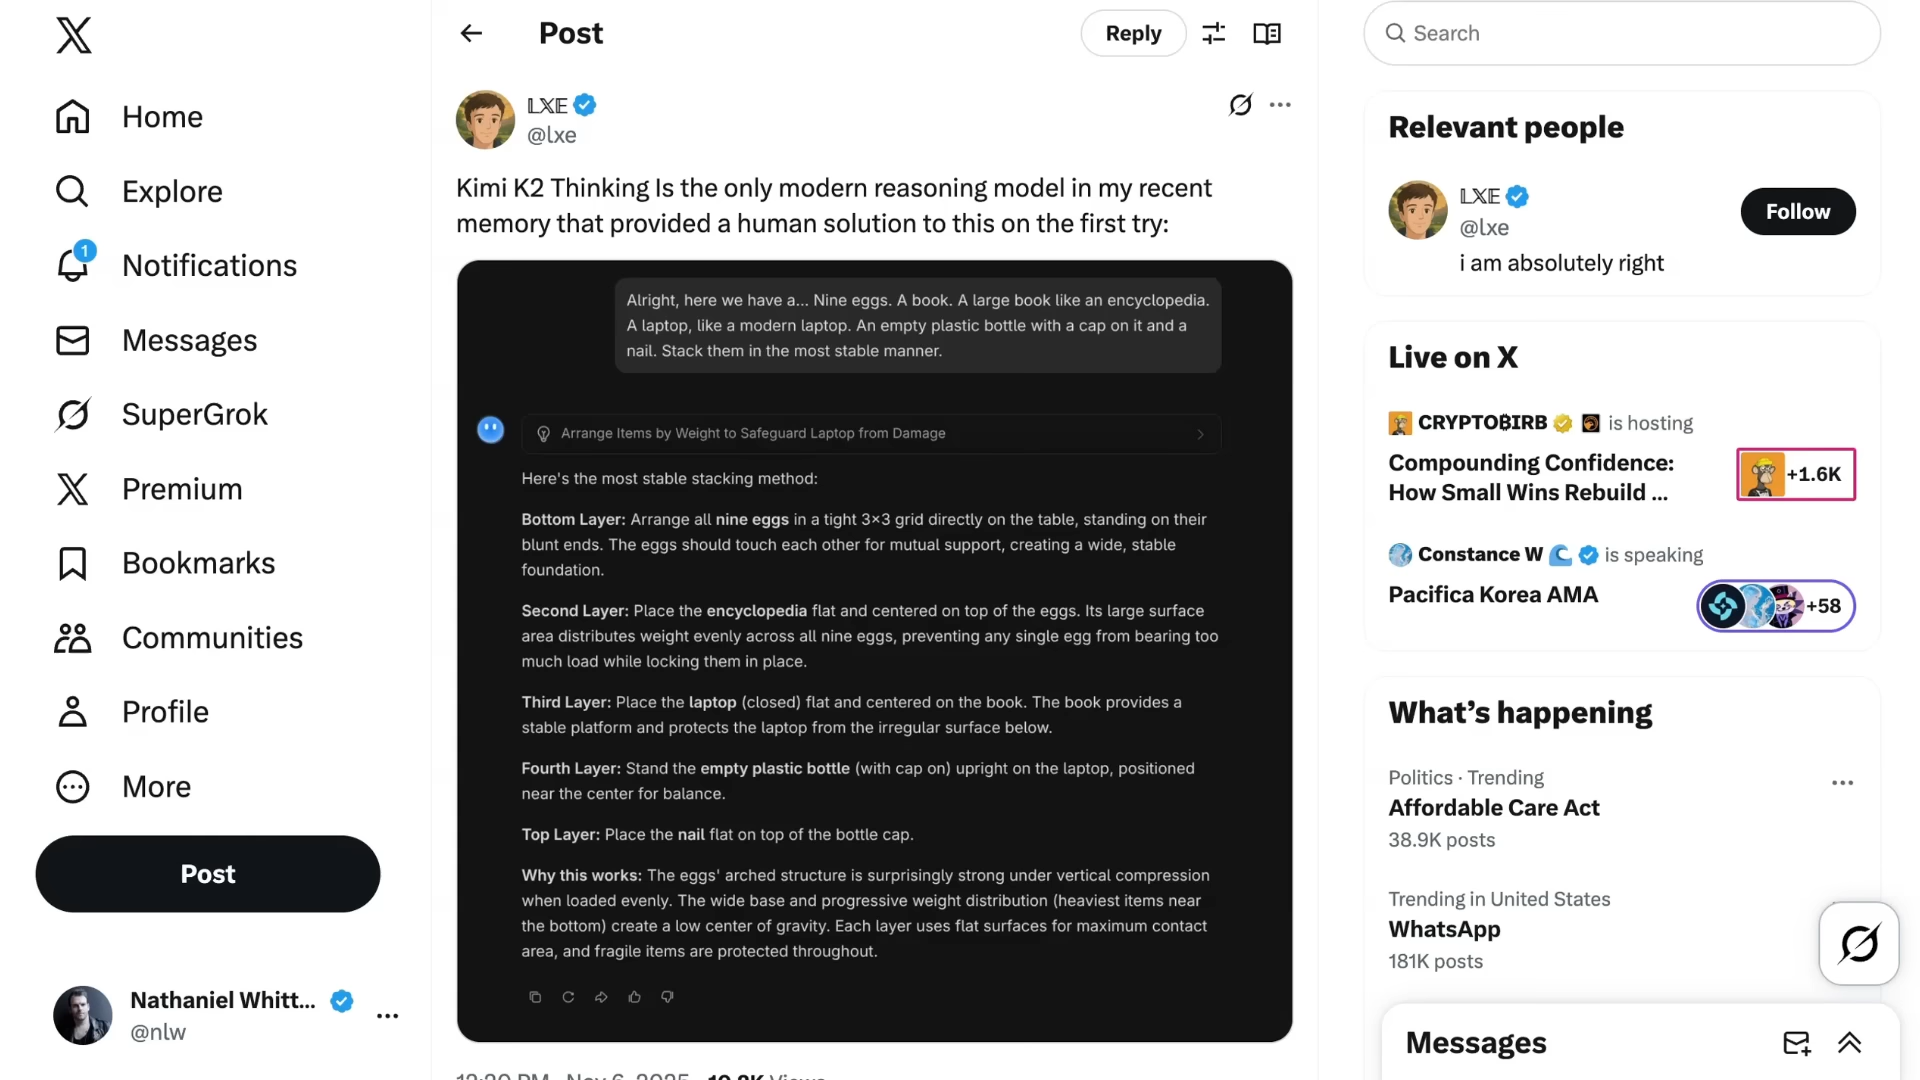 Home
Explore
1
Notifications
Messages
SuperGrok
Premium
Bookmarks
Communities
Profile
More
Post
Nathaniel Whitt...
@nlw
Post
Reply
𝕃𝕏𝔼
@lxe
Kimi K2 Thinking Is the only modern reasoning model in my recent
memory that provided a human solution to this on the first try:
Alright, here we have a... Nine eggs. A book. A large book like an encyclopedia.
A laptop, like a modern laptop. An empty plastic bottle with a cap on it and a
nail. Stack them in the most stable manner.
Arrange Items by Weight to Safeguard Laptop from Damage
Here's the most stable stacking method:
Bottom Layer: Arrange all nine eggs in a tight 3×3 grid directly on the table, standing on their
blunt ends. The eggs should touch each other for mutual support, creating a wide, stable
foundation.
Second Layer: Place the encyclopedia flat and centered on top of the eggs. Its large surface
area distributes weight evenly across all nine eggs, preventing any single egg from bearing too
much load while locking them in place.
Third Layer: Place the laptop (closed) flat and centered on the book. The book provides a
stable platform and protects the laptop from the irregular surface below.
Fourth Layer: Stand the empty plastic bottle (with cap on) upright on the laptop, positioned
near the center for balance.
Top Layer: Place the nail flat on top of the bottle cap.
Why this works: The eggs' arched structure is surprisingly strong under vertical compression
when loaded evenly. The wide base and progressive weight distribution (heaviest items near
the bottom) create a low center of gravity. Each layer uses flat surfaces for maximum contact
area, and fragile items are protected throughout.
12:20 PM · Nov 6, 2025 · 10.8K Views
Search
Relevant people
𝕃𝕏𝔼
@lxe
Follow
i am absolutely right
Live on X
CRYPTO₿IRB is hosting
Compounding Confidence:
How Small Wins Rebuild ...
+1.6K
Constance W is speaking
Pacifica Korea AMA
+58
What's happening
Politics · Trending
Affordable Care Act
38.9K posts
Trending in United States
WhatsApp
181K posts
Messages